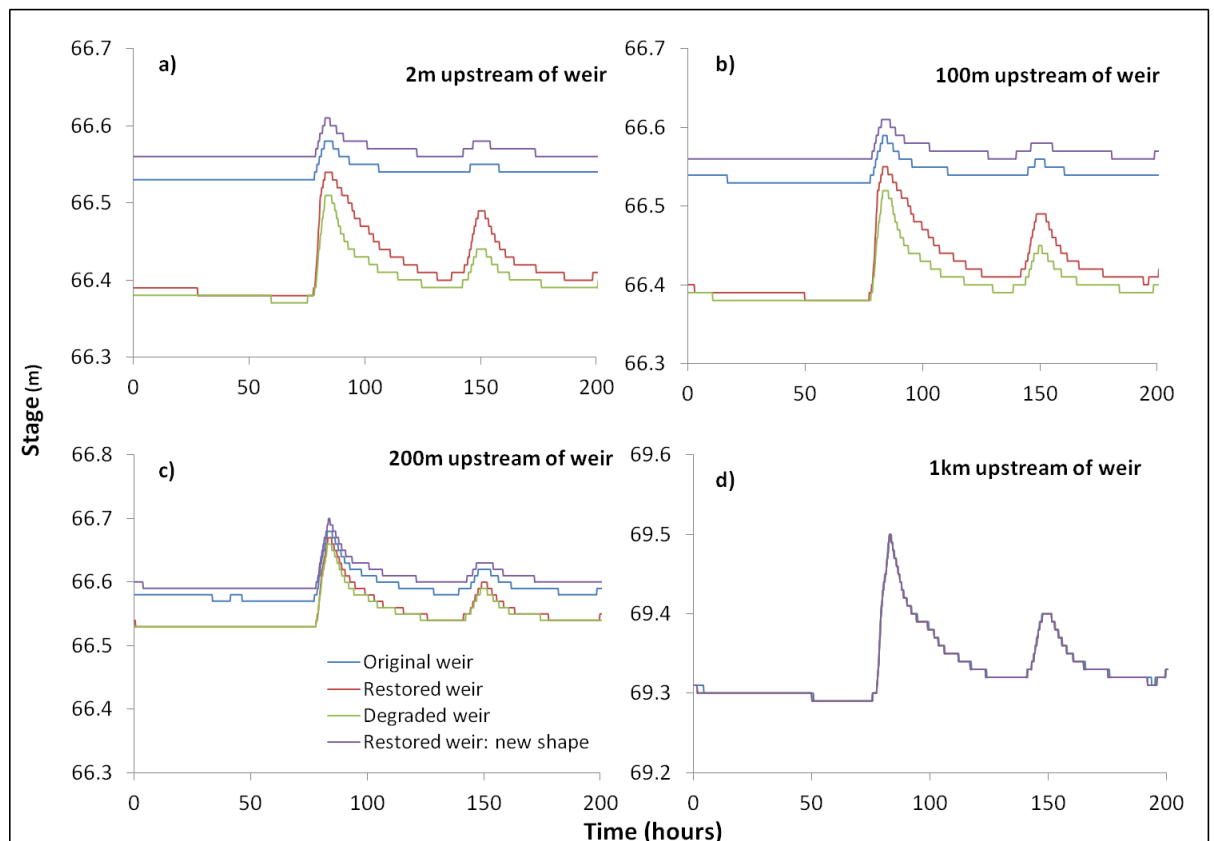 a)
2m upstream of weir
66.7
66.6
66.5
66.4
66.3
0 50 100 150 200
b)
100m upstream of weir
66.7
66.6
66.5
66.4
66.3
0 50 100 150 200
Stage (m)
c)
200m upstream of weir
66.8
66.7
66.6
66.5
66.4
66.3
0 50 100 150 200
Original weir
Restored weir
Degraded weir
Restored weir: new shape
d)
1km upstream of weir
69.6
69.5
69.4
69.3
69.2
0 50 100 150 200
Time (hours)